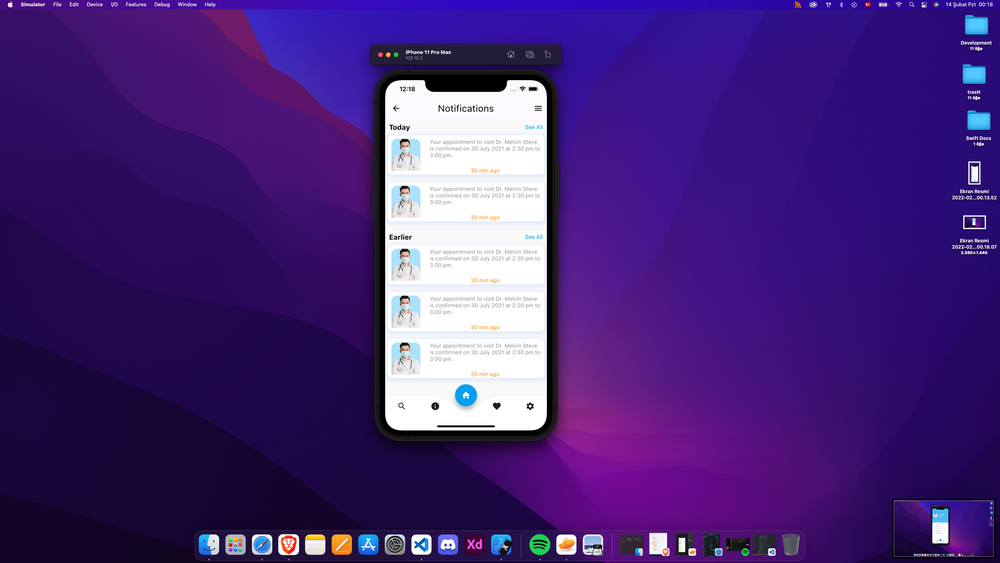 Simulator File Edit Device I/O Features Debug Window Help
14 Şubat Pzt 00:18
iPhone 11 Pro Max
iOS 15.2
12:18
Notifications
Today See All
Your appointment to visit Dr. Melvin Steve
is confirmed on 30 July 2021 at 2:30 pm to
3:00 pm.
30 min ago
Your appointment to visit Dr. Melvin Steve
is confirmed on 30 July 2021 at 2:30 pm to
3:00 pm.
30 min ago
Earlier See All
Your appointment to visit Dr. Melvin Steve
is confirmed on 30 July 2021 at 2:30 pm to
3:00 pm.
30 min ago
Your appointment to visit Dr. Melvin Steve
is confirmed on 30 July 2021 at 2:30 pm to
3:00 pm.
30 min ago
Your appointment to visit Dr. Melvin Steve
is confirmed on 30 July 2021 at 2:30 pm to
3:00 pm.
30 min ago
Development
11 öğe
trasH
11 öğe
Swift Docs
1 öğe
Ekran Resmi
2022-02...00.13.52
Ekran Resmi
2022-02...00.18.07
2.560×1.440
Xd